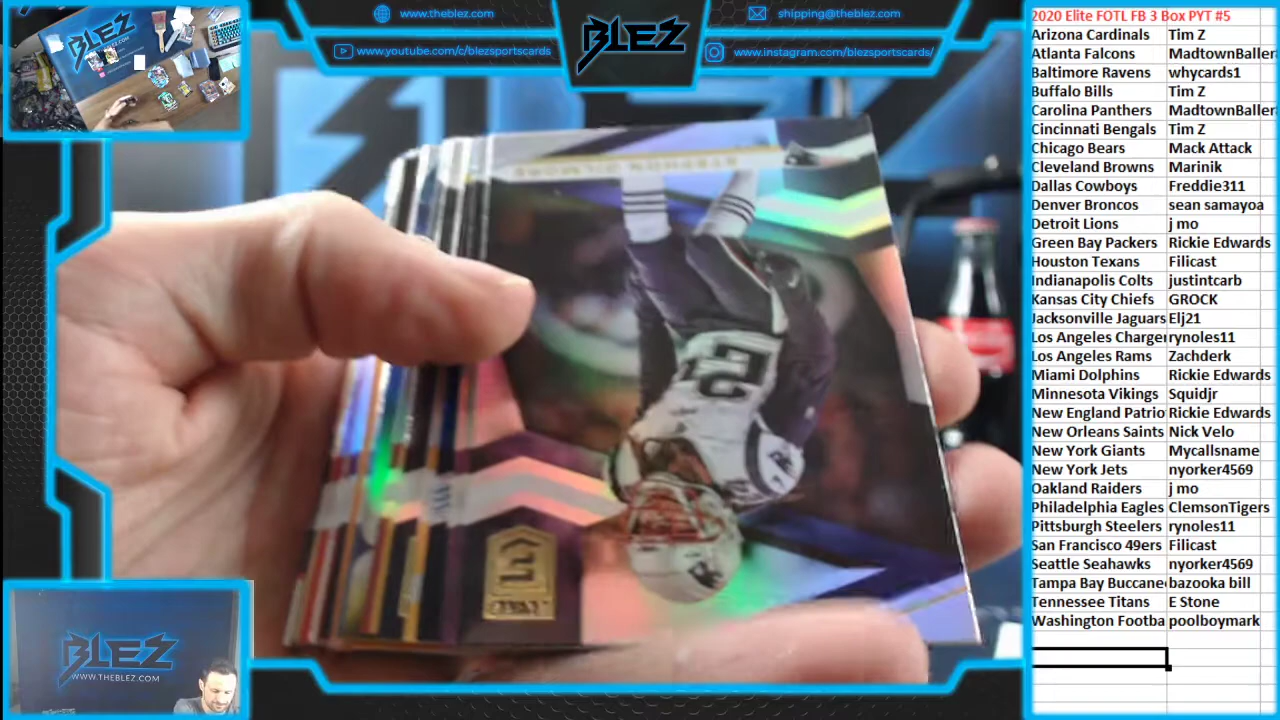 www.theblez.com
www.youtube.com/c/blezsportscards
BLEZ
shipping@theblez.com
www.instagram.com/blezsportscards/
2020 Elite FOTL FB 3 Box PYT #5
Arizona Cardinals Tim Z
Atlanta Falcons MadtownBaller
Baltimore Ravens whycards1
Buffalo Bills Tim Z
Carolina Panthers MadtownBaller
Cincinnati Bengals Tim Z
Chicago Bears Mack Attack
Cleveland Browns Marinik
Dallas Cowboys Freddie311
Denver Broncos sean samayoa
Detroit Lions j mo
Green Bay Packers Rickie Edwards
Houston Texans Filicast
Indianapolis Colts justintcarb
Kansas City Chiefs GROCK
Jacksonville Jaguars Elj21
Los Angeles Charger rynoles11
Los Angeles Rams Zachderk
Miami Dolphins Rickie Edwards
Minnesota Vikings Squidjr
New England Patrio Rickie Edwards
New Orleans Saints Nick Velo
New York Giants Mycallsname
New York Jets nyorker4569
Oakland Raiders j mo
Philadelphia Eagles ClemsonTigers
Pittsburgh Steelers rynoles11
San Francisco 49ers Filicast
Seattle Seahawks nyorker4569
Tampa Bay Buccane bazooka bill
Tennessee Titans E Stone
Washington Footba poolboymark
STEPHON GILMORE
24
BLEZ
WWW.THEBLEZ.COM